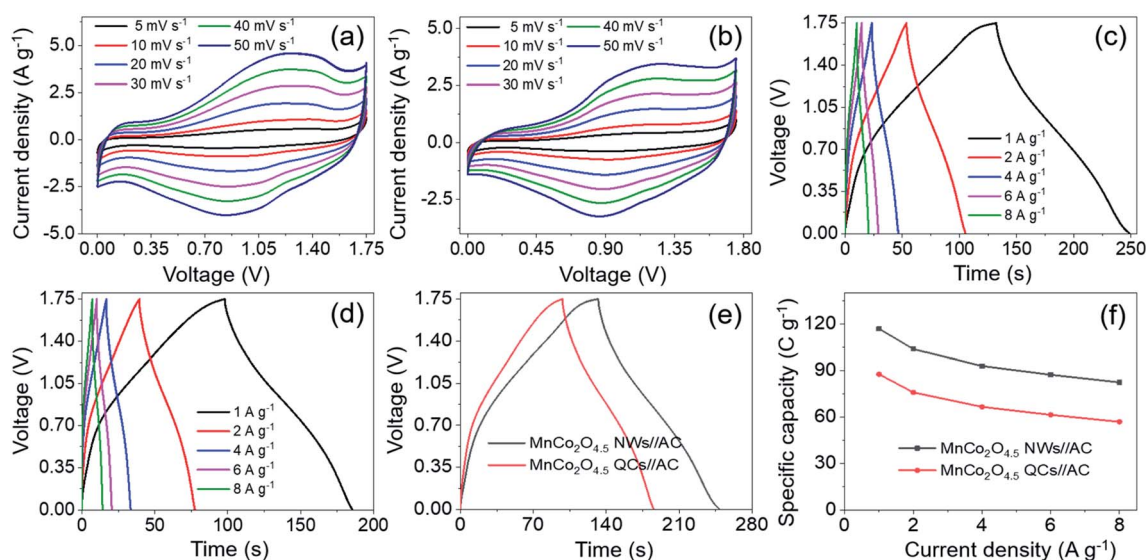 5 mV s⁻¹ 40 mV s⁻¹
10 mV s⁻¹ 50 mV s⁻¹
20 mV s⁻¹
30 mV s⁻¹
(a)
Current density (A g⁻¹)
5.0
2.5
0.0
-2.5
-5.0
0.00 0.35 0.70 1.05 1.40 1.75
Voltage (V)
5 mV s⁻¹ 40 mV s⁻¹
10 mV s⁻¹ 50 mV s⁻¹
20 mV s⁻¹
30 mV s⁻¹
(b)
Current density (A g⁻¹)
5.0
2.5
0.0
-2.5
0.00 0.45 0.90 1.35 1.80
Voltage (V)
(c)
Voltage (V)
1.75
1.40
1.05
0.70
0.35
0.00
1 A g⁻¹
2 A g⁻¹
4 A g⁻¹
6 A g⁻¹
8 A g⁻¹
0 50 100 150 200 250
Time (s)
(d)
Voltage (V)
1.75
1.40
1.05
0.70
0.35
0.00
1 A g⁻¹
2 A g⁻¹
4 A g⁻¹
6 A g⁻¹
8 A g⁻¹
0 50 100 150 200
Time (s)
(e)
Voltage (V)
1.75
1.40
1.05
0.70
0.35
0.00
MnCo₂O₄.₅ NWs//AC
MnCo₂O₄.₅ QCs//AC
0 70 140 210 280
Time (s)
(f)
Specific capacity (C g⁻¹)
120
90
60
30
0
MnCo₂O₄.₅ NWs//AC
MnCo₂O₄.₅ QCs//AC
0 2 4 6 8
Current density (A g⁻¹)